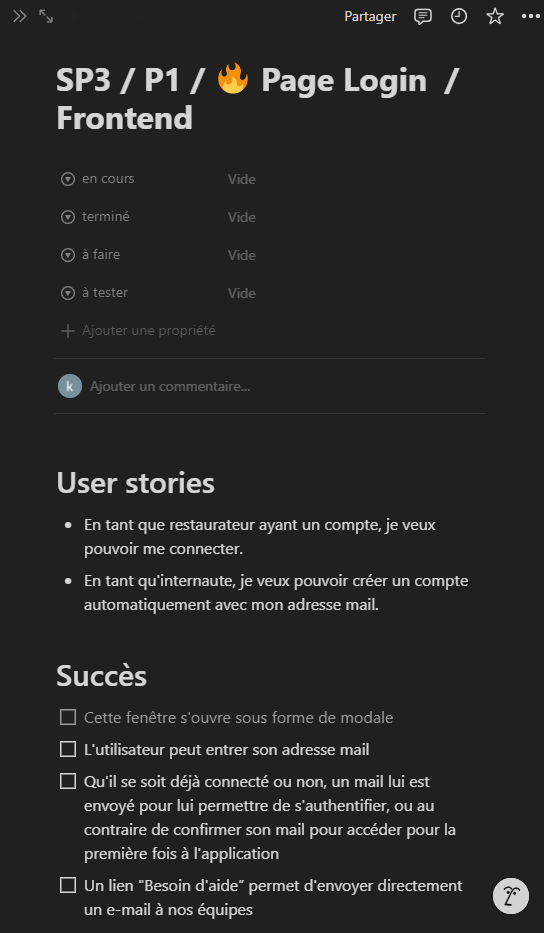 Partager
SP3 / P1 / 🔥 Page Login /
Frontend
en cours Vide
terminé Vide
à faire Vide
à tester Vide
Ajouter une propriété
k Ajouter un commentaire...
User stories
• En tant que restaurateur ayant un compte, je veux
pouvoir me connecter.
• En tant qu'internaute, je veux pouvoir créer un compte
automatiquement avec mon adresse mail.
Succès
Cette fenêtre s'ouvre sous forme de modale
L'utilisateur peut entrer son adresse mail
Qu'il se soit déjà connecté ou non, un mail lui est
envoyé pour lui permettre de s'authentifier, ou au
contraire de confirmer son mail pour accéder pour la
première fois à l'application
Un lien "Besoin d'aide” permet d'envoyer directement
un e-mail à nos équipes